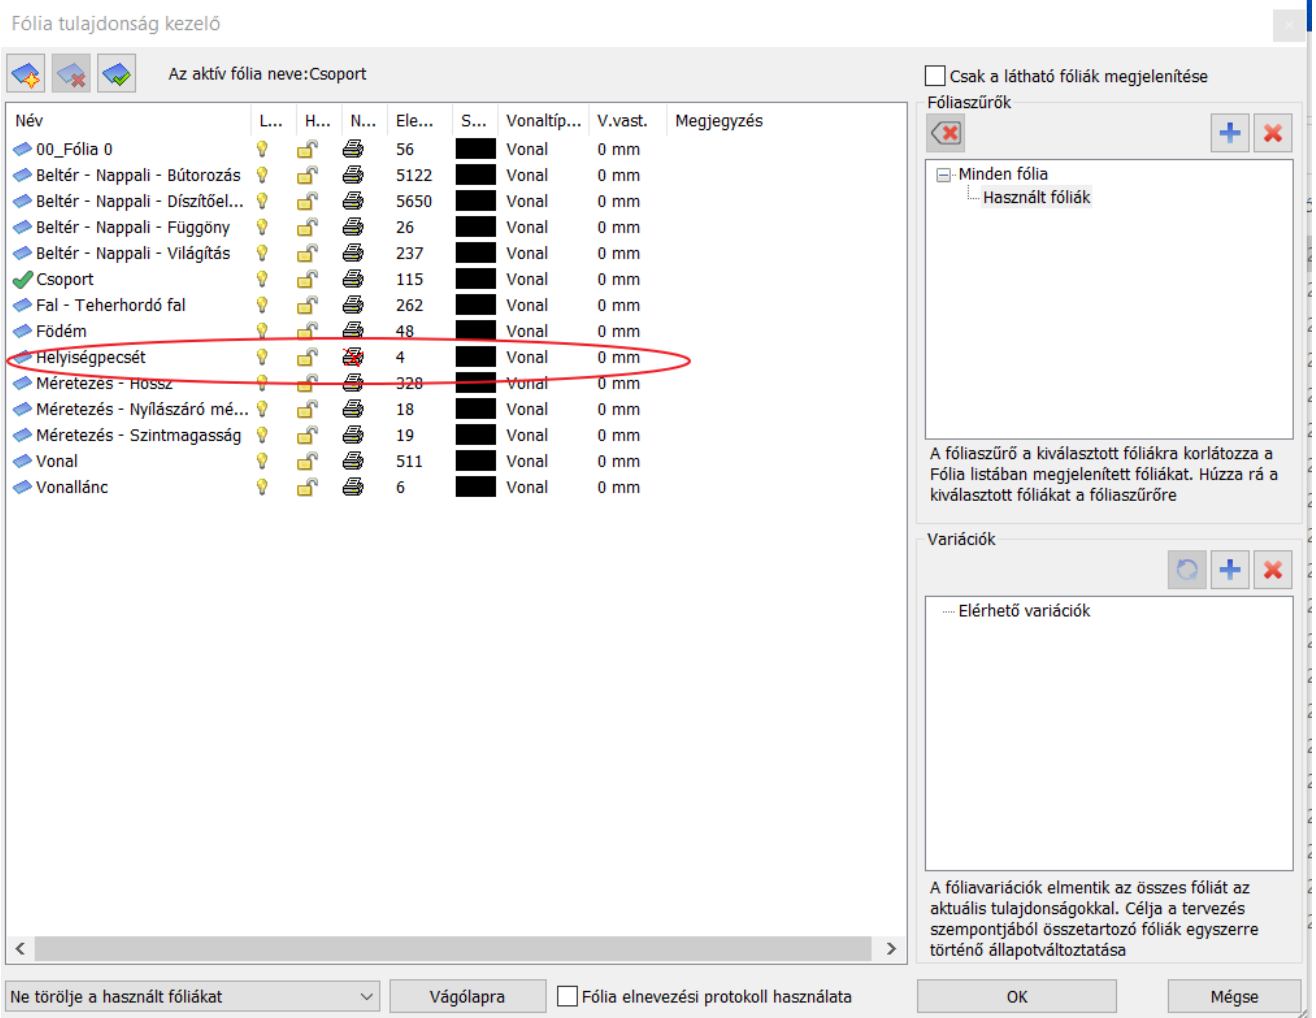 Fólia tulajdonság kezelő
Az aktív fólia neve:Csoport
Csak a látható fóliák megjelenítése
Név L... H... N... Ele... S... Vonaltíp... V.vast. Megjegyzés
00_Fólia 0 56 Vonal 0 mm
Beltér - Nappali - Bútorozás 5122 Vonal 0 mm
Beltér - Nappali - Díszítőel... 5650 Vonal 0 mm
Beltér - Nappali - Függöny 26 Vonal 0 mm
Beltér - Nappali - Világítás 237 Vonal 0 mm
Csoport 115 Vonal 0 mm
Fal - Teherhordó fal 262 Vonal 0 mm
Födém 48 Vonal 0 mm
Helyiségpecsét 4 Vonal 0 mm
Méretezés - Hossz 328 Vonal 0 mm
Méretezés - Nyílászáró mé... 18 Vonal 0 mm
Méretezés - Szintmagasság 19 Vonal 0 mm
Vonal 511 Vonal 0 mm
Vonallánc 6 Vonal 0 mm
Fóliaszűrők
Minden fólia
Használt fóliák
A fóliaszűrő a kiválasztott fóliákra korlátozza a
Fólia listában megjelenített fóliákat. Húzza rá a
kiválasztott fóliákat a fóliaszűrőre
Variációk
Elérhető variációk
A fóliavariációk elmentik az összes fóliát az
aktuális tulajdonságokkal. Célja a tervezés
szempontjából összetartozó fóliák egyszerre
történő állapotváltoztatása
Ne törölje a használt fóliákat
Vágólapra
Fólia elnevezési protokoll használata
OK
Mégse